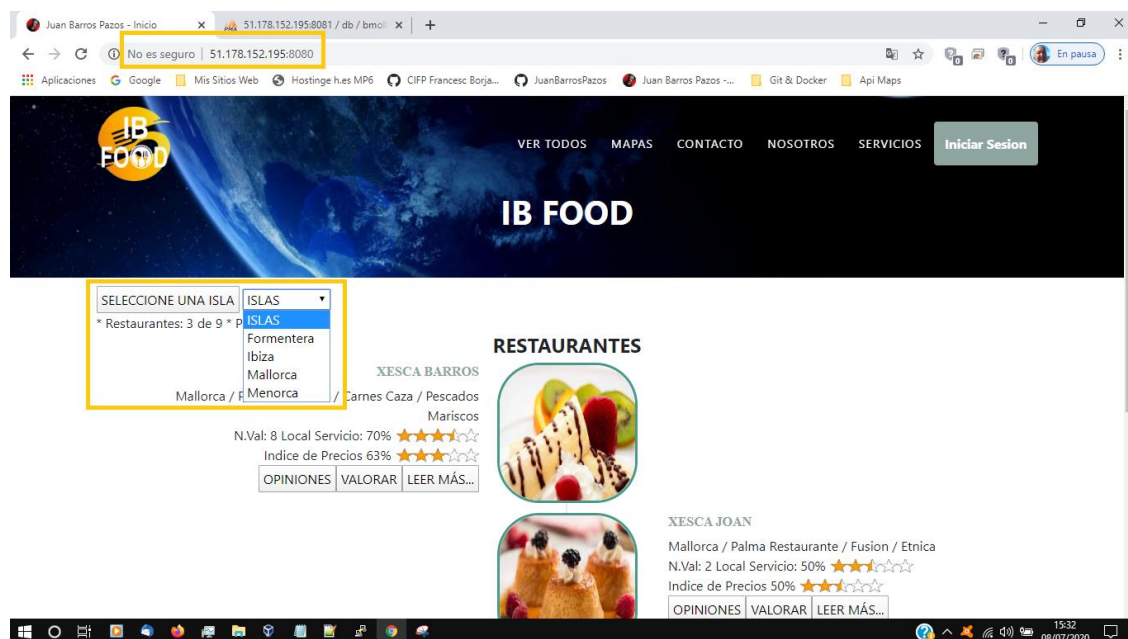 Juan Barros Pazos - Inicio
51.178.152.195:8081 / db / bmoli
No es seguro | 51.178.152.195:8080
En pausa
Aplicaciones Google Mis Sitios Web Hostinge h.es MP6 CIFP Francesc Borja... JuanBarrosPazos Juan Barros Pazos -... Git & Docker Api Maps
IB
FOOD
VER TODOS MAPAS CONTACTO NOSOTROS SERVICIOS Iniciar Sesion
IB FOOD
SELECCIONE UNA ISLA ISLAS
* Restaurantes: 3 de 9 * P
ISLAS
Formentera
Ibiza
Mallorca
Menorca
RESTAURANTES
XESCA BARROS
Mallorca / / Carnes Caza / Pescados
Mariscos
N.Val: 8 Local Servicio: 70%
Indice de Precios 63%
OPINIONES VALORAR LEER MÁS...
XESCA JOAN
Mallorca / Palma Restaurante / Fusion / Etnica
N.Val: 2 Local Servicio: 50%
Indice de Precios 50%
OPINIONES VALORAR LEER MÁS...
15:32
08/07/2020